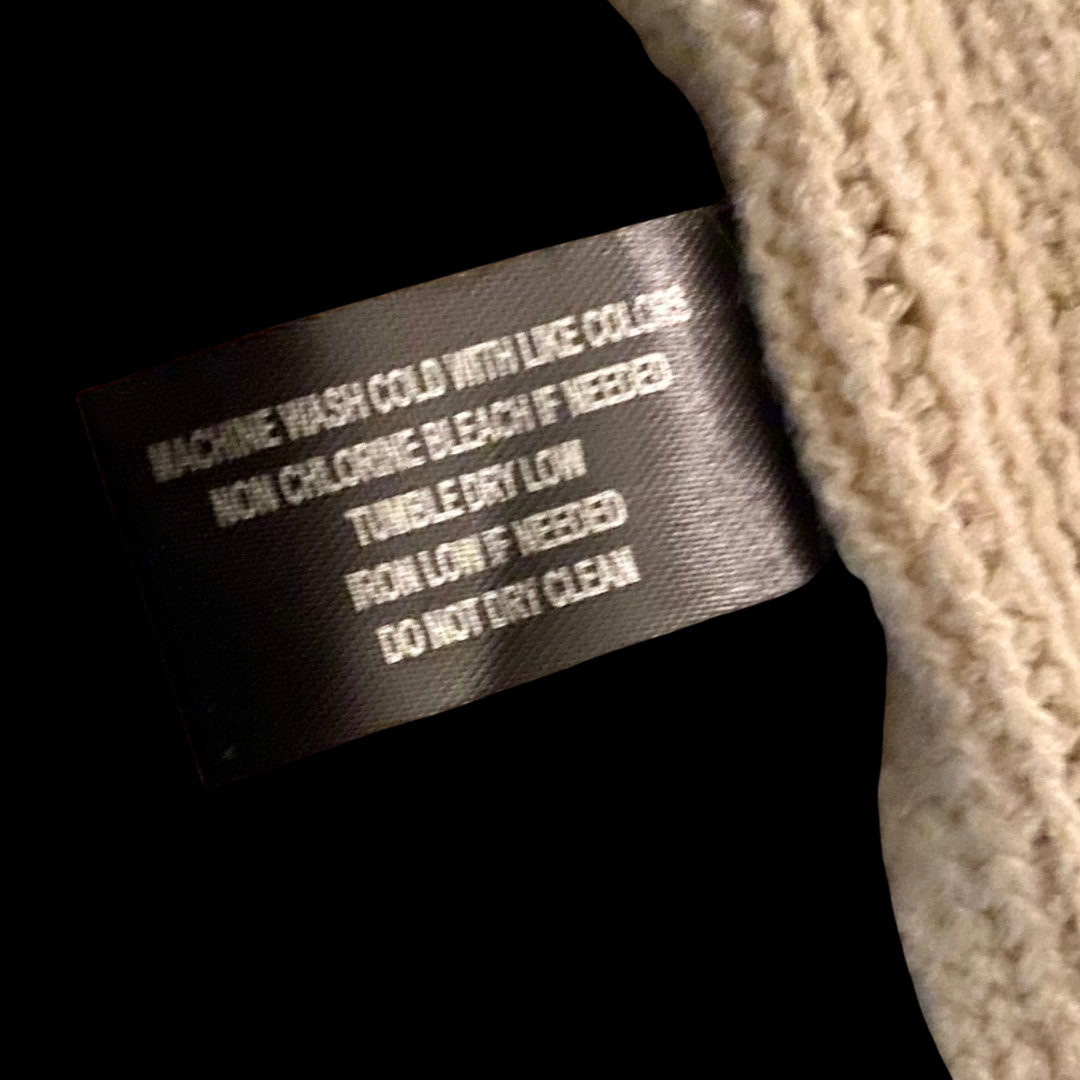 MACHINE WASH COLD WITH LIKE COLORS
NON CHLORINE BLEACH IF NEEDED
TUMBLE DRY LOW
IRON LOW IF NEEDED
DO NOT DRY CLEAN